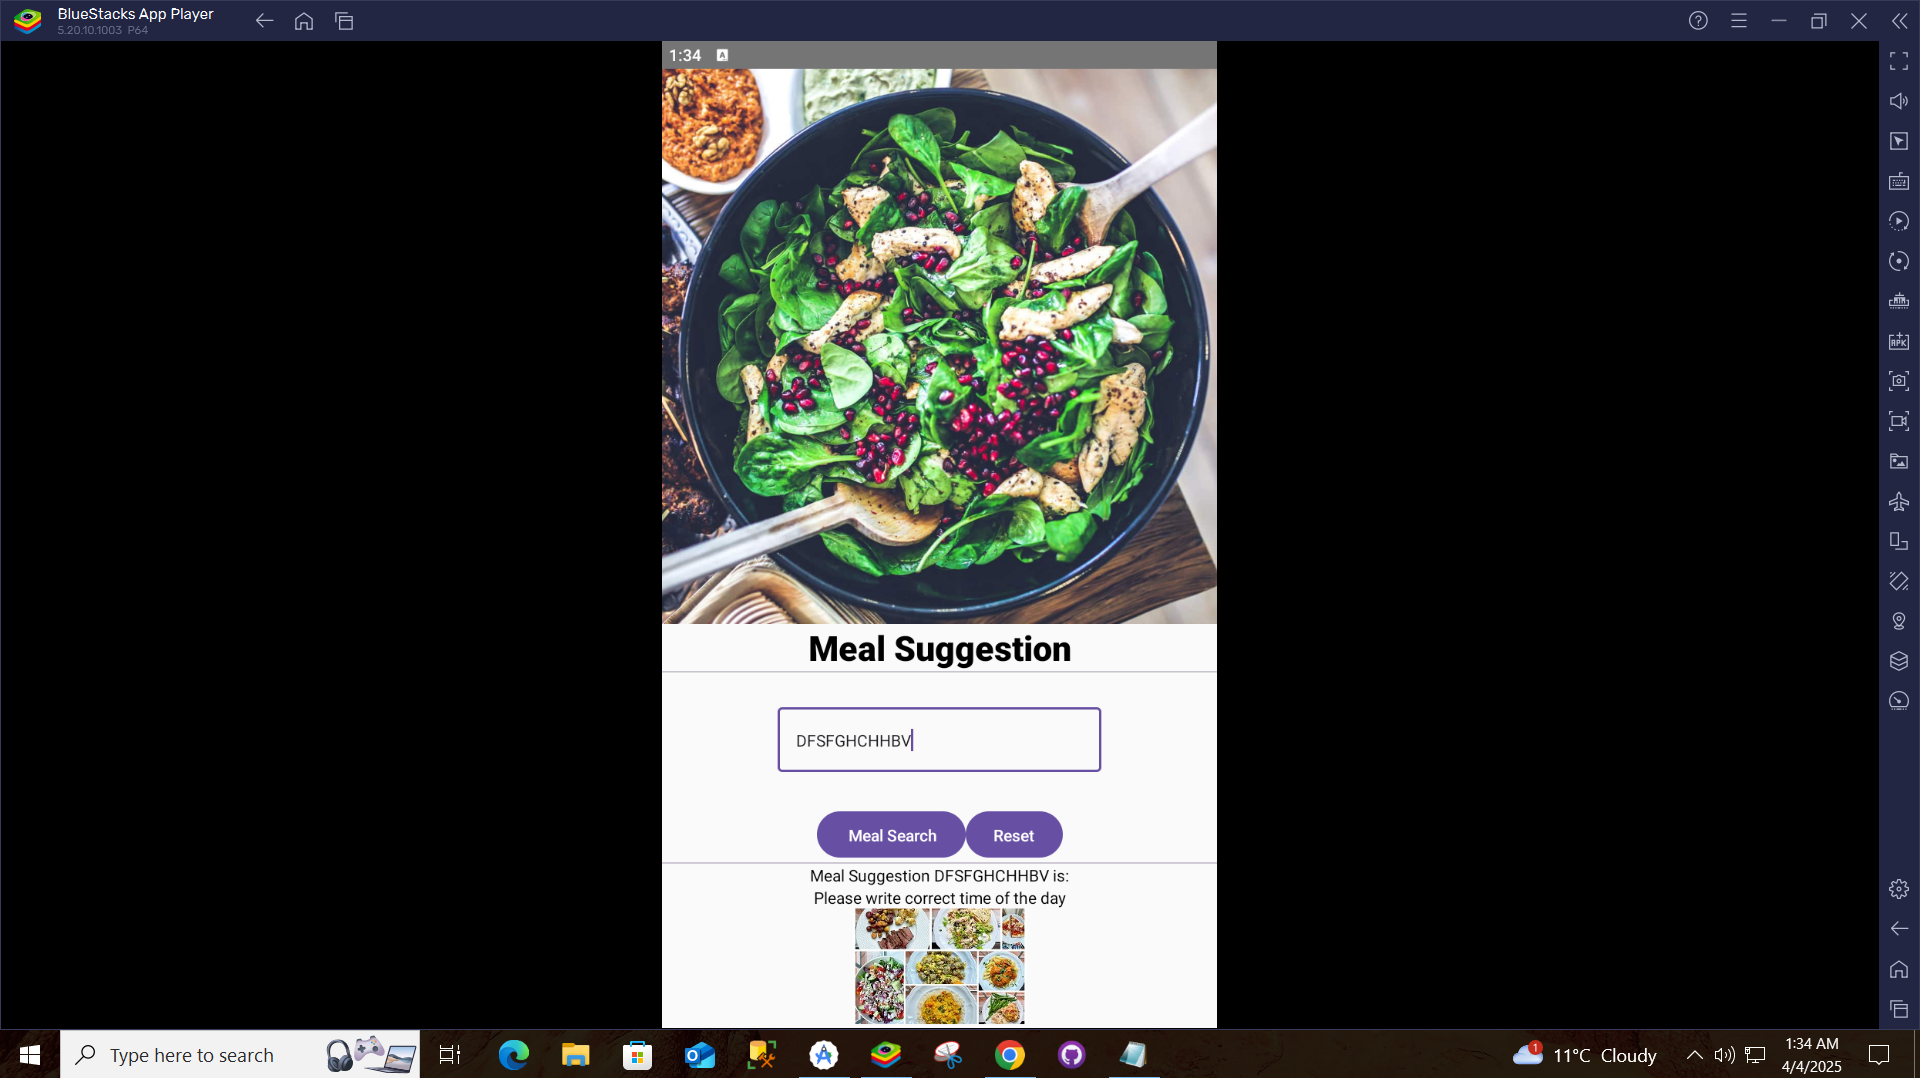 BlueStacks App Player
5.20.10.1003 P64
1:34
Meal Suggestion
DFSFGHCHHBV
Meal Search
Reset
Meal Suggestion DFSFGHCHHBV is:
Please write correct time of the day
Type here to search
1
11°C Cloudy
1:34 AM
4/4/2025